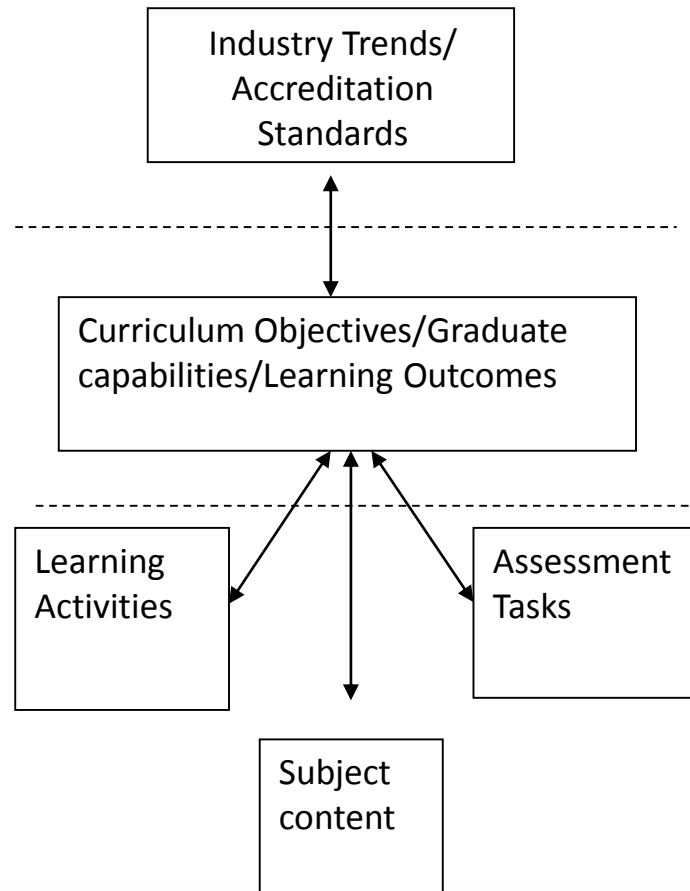 Industry Trends/
Accreditation
Standards
Curriculum Objectives/Graduate
capabilities/Learning Outcomes
Learning
Activities
Assessment
Tasks
Subject
content